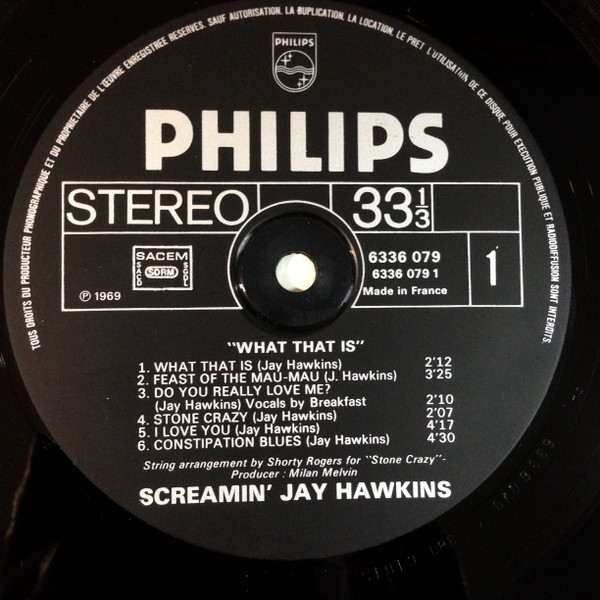 TOUS DROITS DU PRODUCTEUR PHONOGRAPHIQUE ET DU PROPRIETAIRE DE L'ŒUVRE ENREGISTREE RESERVES. SAUF AUTORISATION, LA DUPLICATION, LA LOCATION, LE PRET L'UTILISATION DE CE DISQUE POUR EXECUTION PUBLIQUE ET RADIODIFFUSION SONT INTERDITS.
PHILIPS
PHILIPS
STEREO
33 1/3
SACEM
SACD SDRM SGDL
℗ 1969
6336 079
6336 079 1
Made in France
1
"WHAT THAT IS"
1. WHAT THAT IS (Jay Hawkins) 2'12
2. FEAST OF THE MAU-MAU (J. Hawkins) 3'25
3. DO YOU REALLY LOVE ME?
(Jay Hawkins) Vocals by Breakfast 2'10
4. STONE CRAZY (Jay Hawkins) 2'07
5. I LOVE YOU (Jay Hawkins) 4'17
6. CONSTIPATION BLUES (Jay Hawkins) 4'30
String arrangement by Shorty Rogers for "Stone Crazy"-
Producer : Milan Melvin
SCREAMIN' JAY HAWKINS